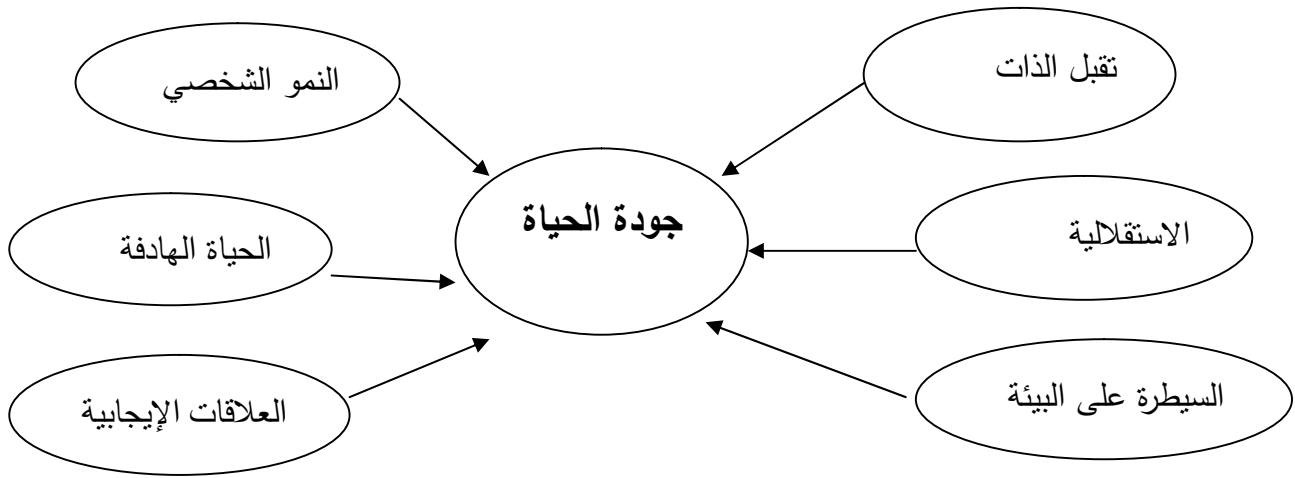 تقبل الذات
النمو الشخصي
جودة الحياة
الاستقلالية
الحياة الهادفة
السيطرة على البيئة
العلاقات الإيجابية